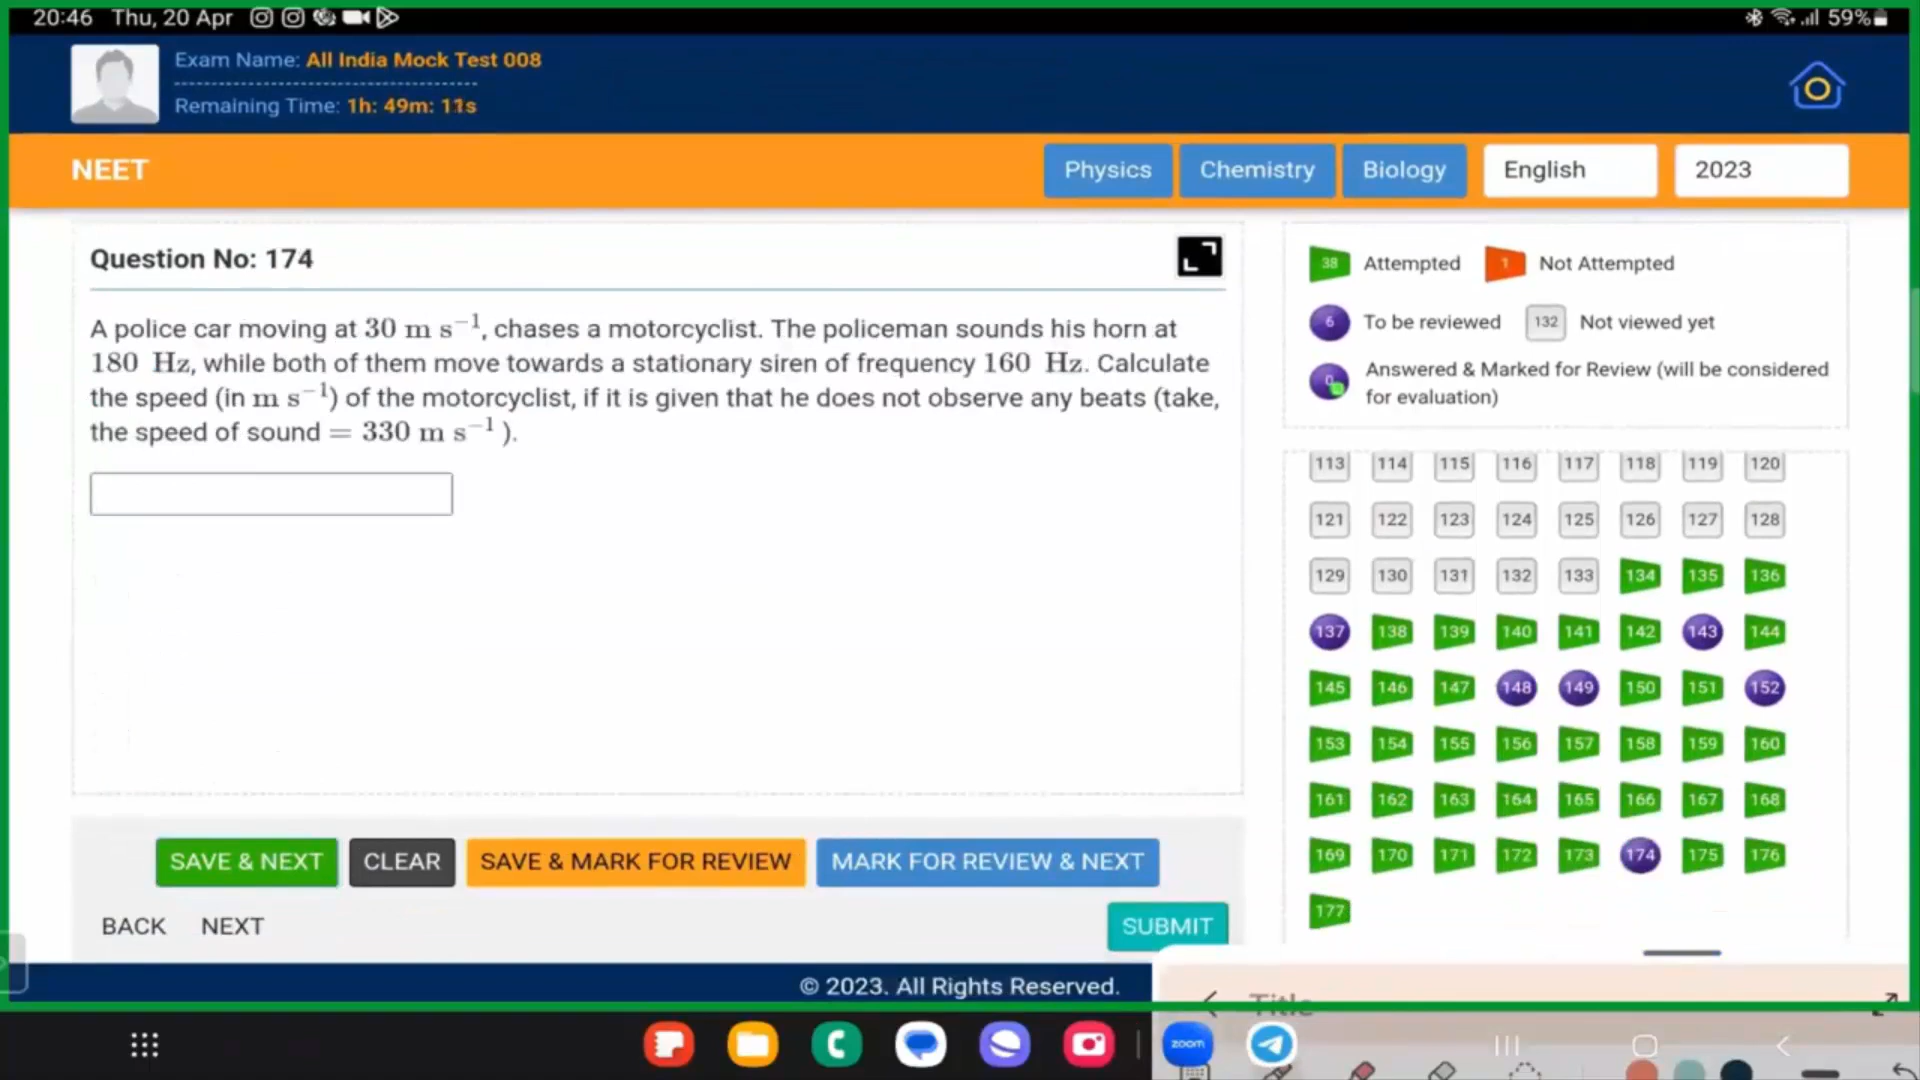 20:46 Thu, 20 Apr
59%
Exam Name: All India Mock Test 008
Remaining Time: 1h: 49m: 11s
NEET
Physics
Chemistry
Biology
English
2023
Question No: 174
A police car moving at 30 m s⁻¹, chases a motorcyclist. The policeman sounds his horn at
180 Hz, while both of them move towards a stationary siren of frequency 160 Hz. Calculate
the speed (in m s⁻¹) of the motorcyclist, if it is given that he does not observe any beats (take,
the speed of sound = 330 m s⁻¹ ).
SAVE & NEXT
CLEAR
SAVE & MARK FOR REVIEW
MARK FOR REVIEW & NEXT
BACK
NEXT
SUBMIT
38 Attempted
1 Not Attempted
6 To be reviewed
132 Not viewed yet
0 Answered & Marked for Review (will be considered
for evaluation)
113 114 115 116 117 118 119 120
121 122 123 124 125 126 127 128
129 130 131 132 133 134 135 136
137 138 139 140 141 142 143 144
145 146 147 148 149 150 151 152
153 154 155 156 157 158 159 160
161 162 163 164 165 166 167 168
169 170 171 172 173 174 175 176
177
© 2023. All Rights Reserved.
Title
zoom